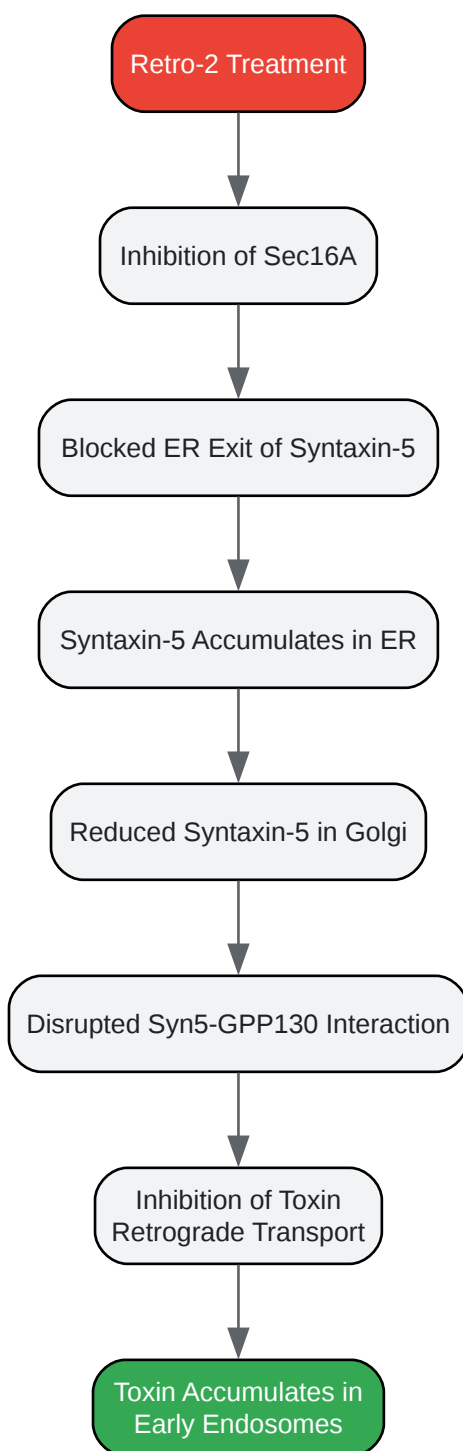 Retro-2 Treatment
Inhibition of Sec16A
Blocked ER Exit of Syntaxin-5
Syntaxin-5 Accumulates in ER
Reduced Syntaxin-5 in Golgi
Disrupted Syn5-GPP130 Interaction
Inhibition of Toxin
Retrograde Transport
Toxin Accumulates in
Early Endosomes